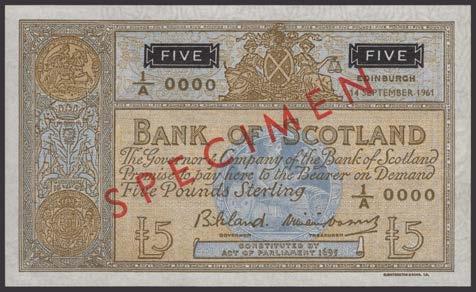 FIVE
FIVE
1/A 0000
EDINBURGH
14 SEPTEMBER 1961
SPECIMEN
BANK OF SCOTLAND
The Governor & Company of the Bank of Scotland
Promise to pay here to the Bearer on Demand
Five Pounds Sterling
1/A 0000
£5
£5
GOVERNOR
TREASURER
CONSTITUTED BY
ACT OF PARLIAMENT 1695